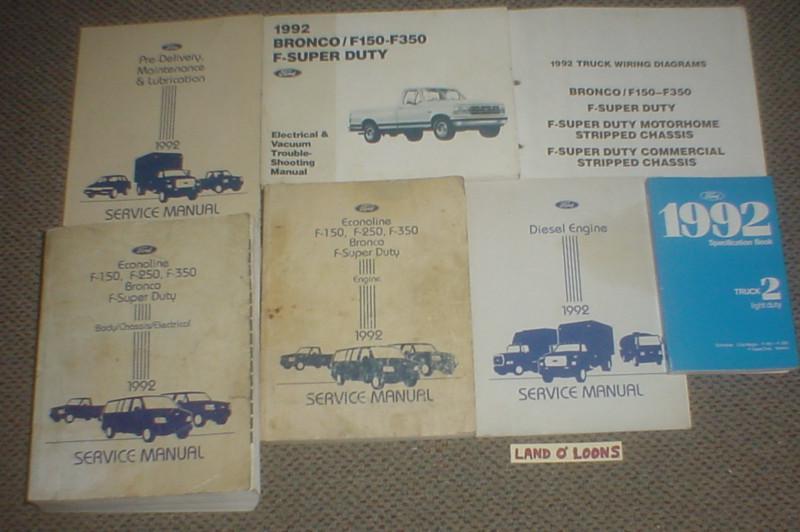 Ford
Pre-Delivery,
Maintenance
& Lubrication
1992
SERVICE MANUAL
1992
BRONCO/F150-F350
F-SUPER DUTY
Ford
Electrical &
Vacuum
Trouble-
Shooting
Manual
1992 TRUCK WIRING DIAGRAMS
BRONCO/F150-F350
F-SUPER DUTY
F-SUPER DUTY MOTORHOME
STRIPPED CHASSIS
F-SUPER DUTY COMMERCIAL
STRIPPED CHASSIS
Ford
Econoline
F-150, F-250, F-350
Bronco
F-Super Duty
Body/Chassis/Electrical
1992
SERVICE MANUAL
Ford
Econoline
F-150, F-250, F-350
Bronco
F-Super Duty
Engine
1992
SERVICE MANUAL
Ford
Diesel Engine
1992
SERVICE MANUAL
Ford
1992
Specification Book
TRUCK 2
light duty
LAND O' LOONS